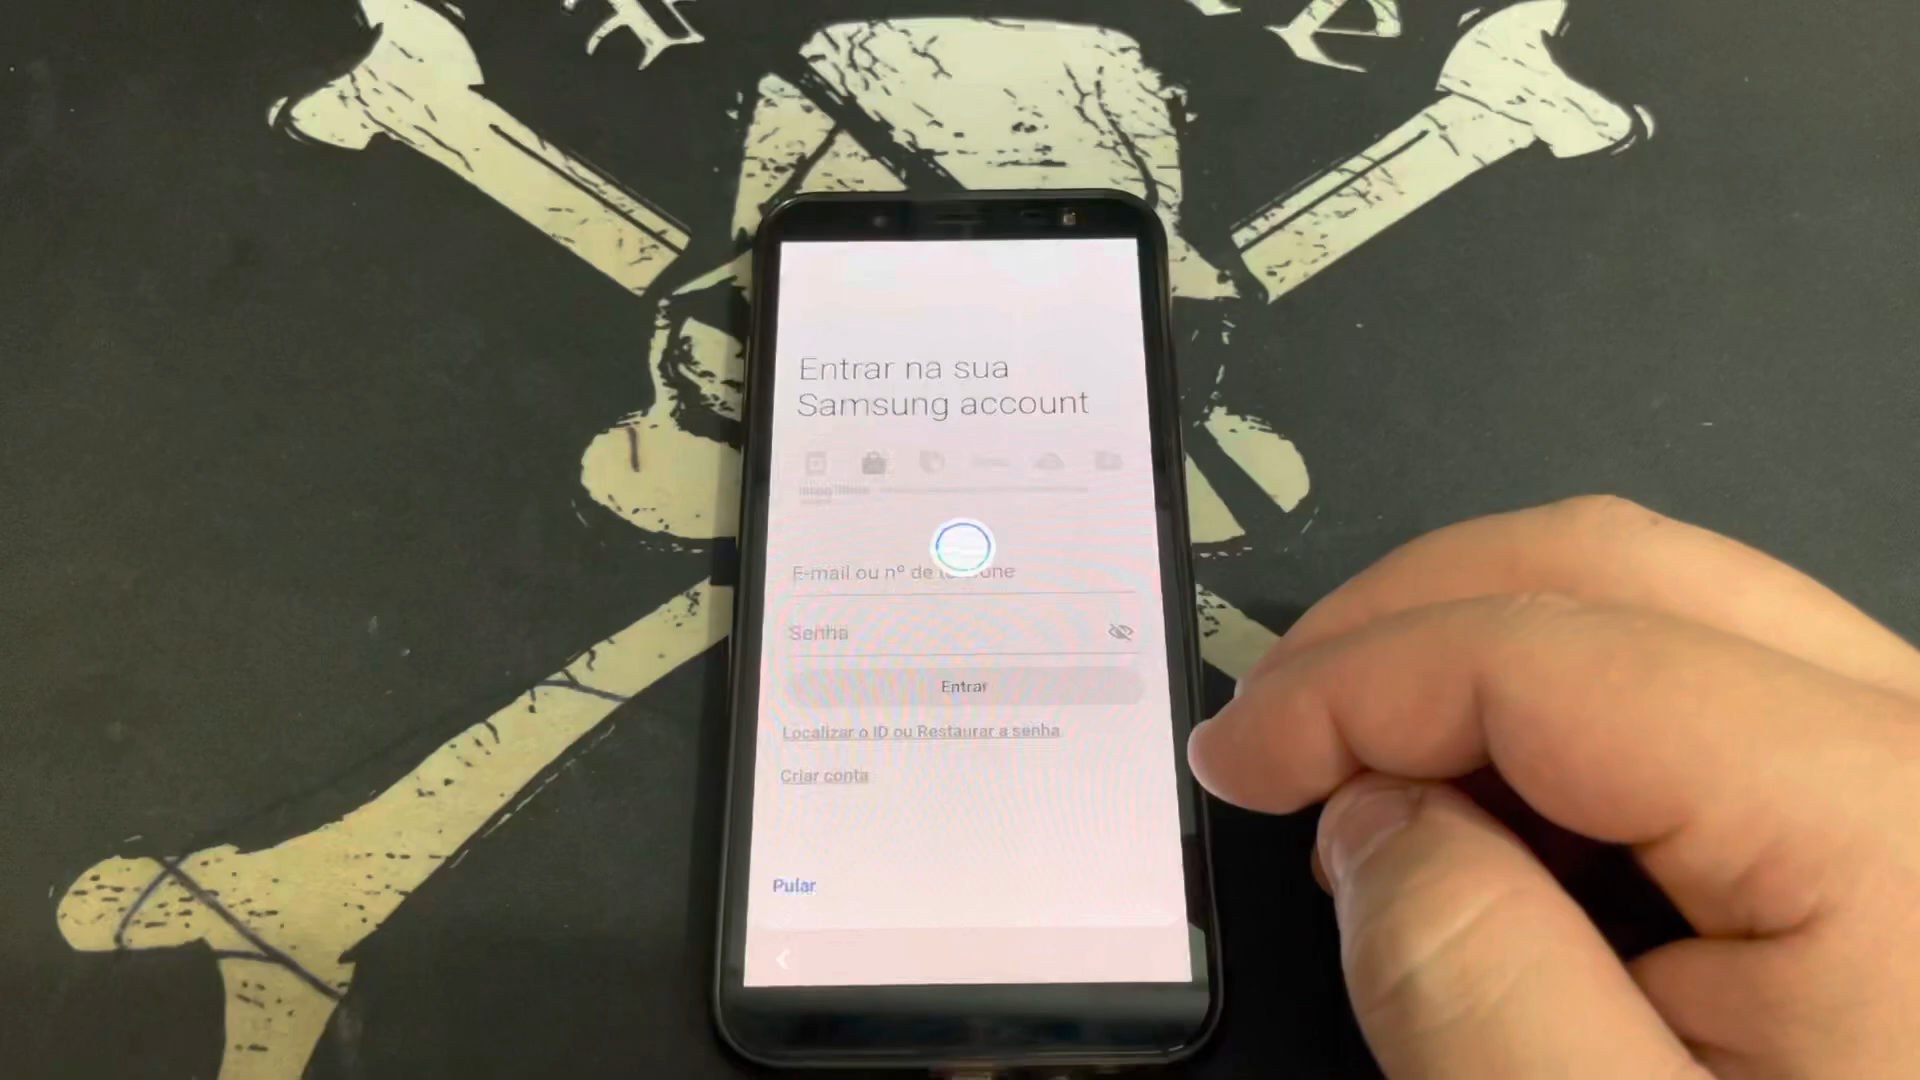 Entrar na sua
Samsung account
E-mail ou nº de
Senha
Entrar
Localizar o ID ou Restaurar a senha
Criar conta
Pular